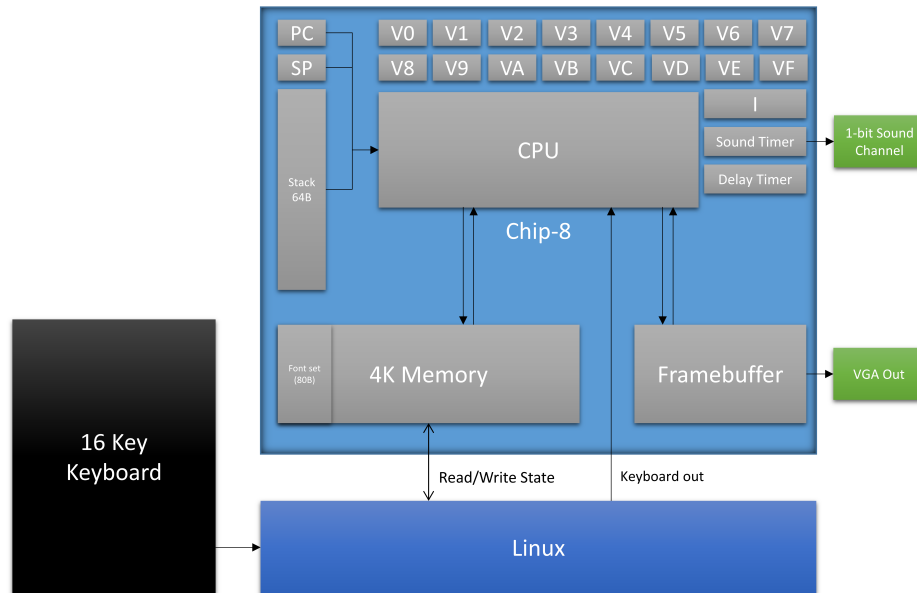 PC
V0 V1 V2 V3 V4 V5 V6 V7
SP
V8 V9 VA VB VC VD VE VF
I
CPU
Sound Timer
1-bit Sound
Channel
Stack
64B
Delay Timer
Chip-8
Font set
(80B)
4K Memory
Framebuffer
VGA Out
16 Key
Keyboard
Read/Write State
Keyboard out
Linux